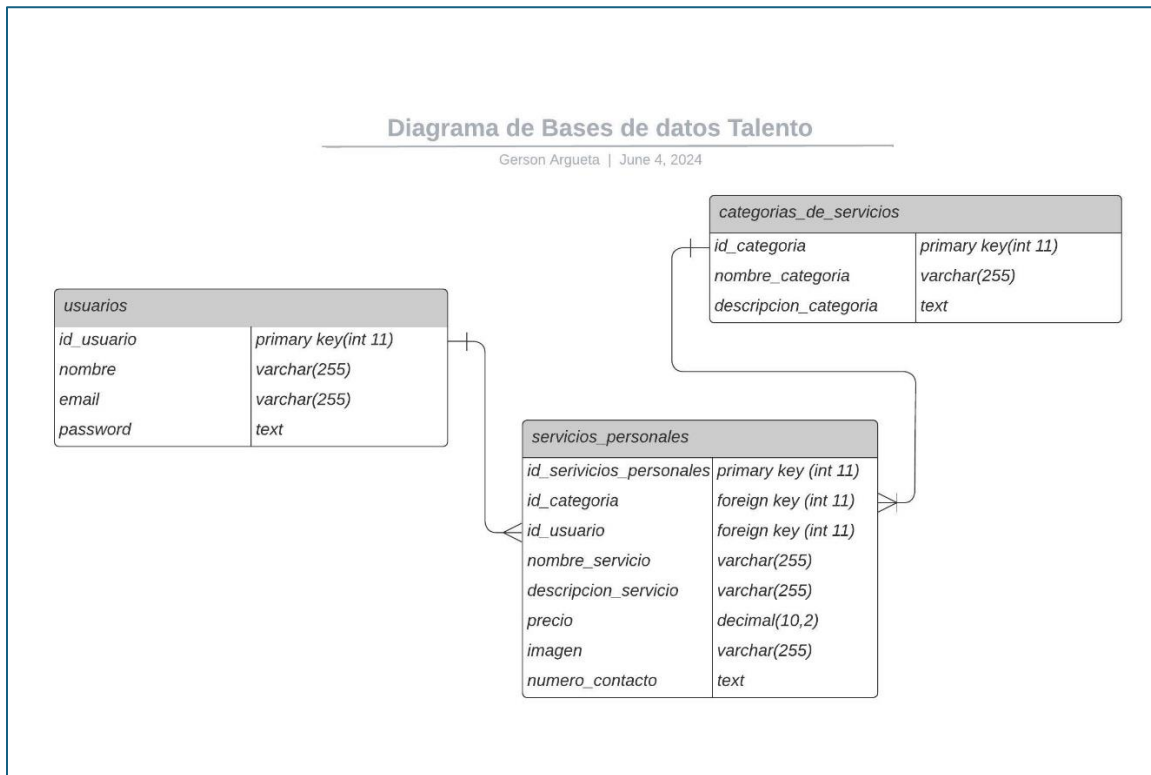 Diagrama de Bases de datos Talento
Gerson Argueta | June 4, 2024
categorias_de_servicios
id_categoria primary key(int 11)
nombre_categoria varchar(255)
descripcion_categoria text
usuarios
id_usuario primary key(int 11)
nombre varchar(255)
email varchar(255)
password text
servicios_personales
id_serivicios_personales primary key (int 11)
id_categoria foreign key (int 11)
id_usuario foreign key (int 11)
nombre_servicio varchar(255)
descripcion_servicio varchar(255)
precio decimal(10,2)
imagen varchar(255)
numero_contacto text